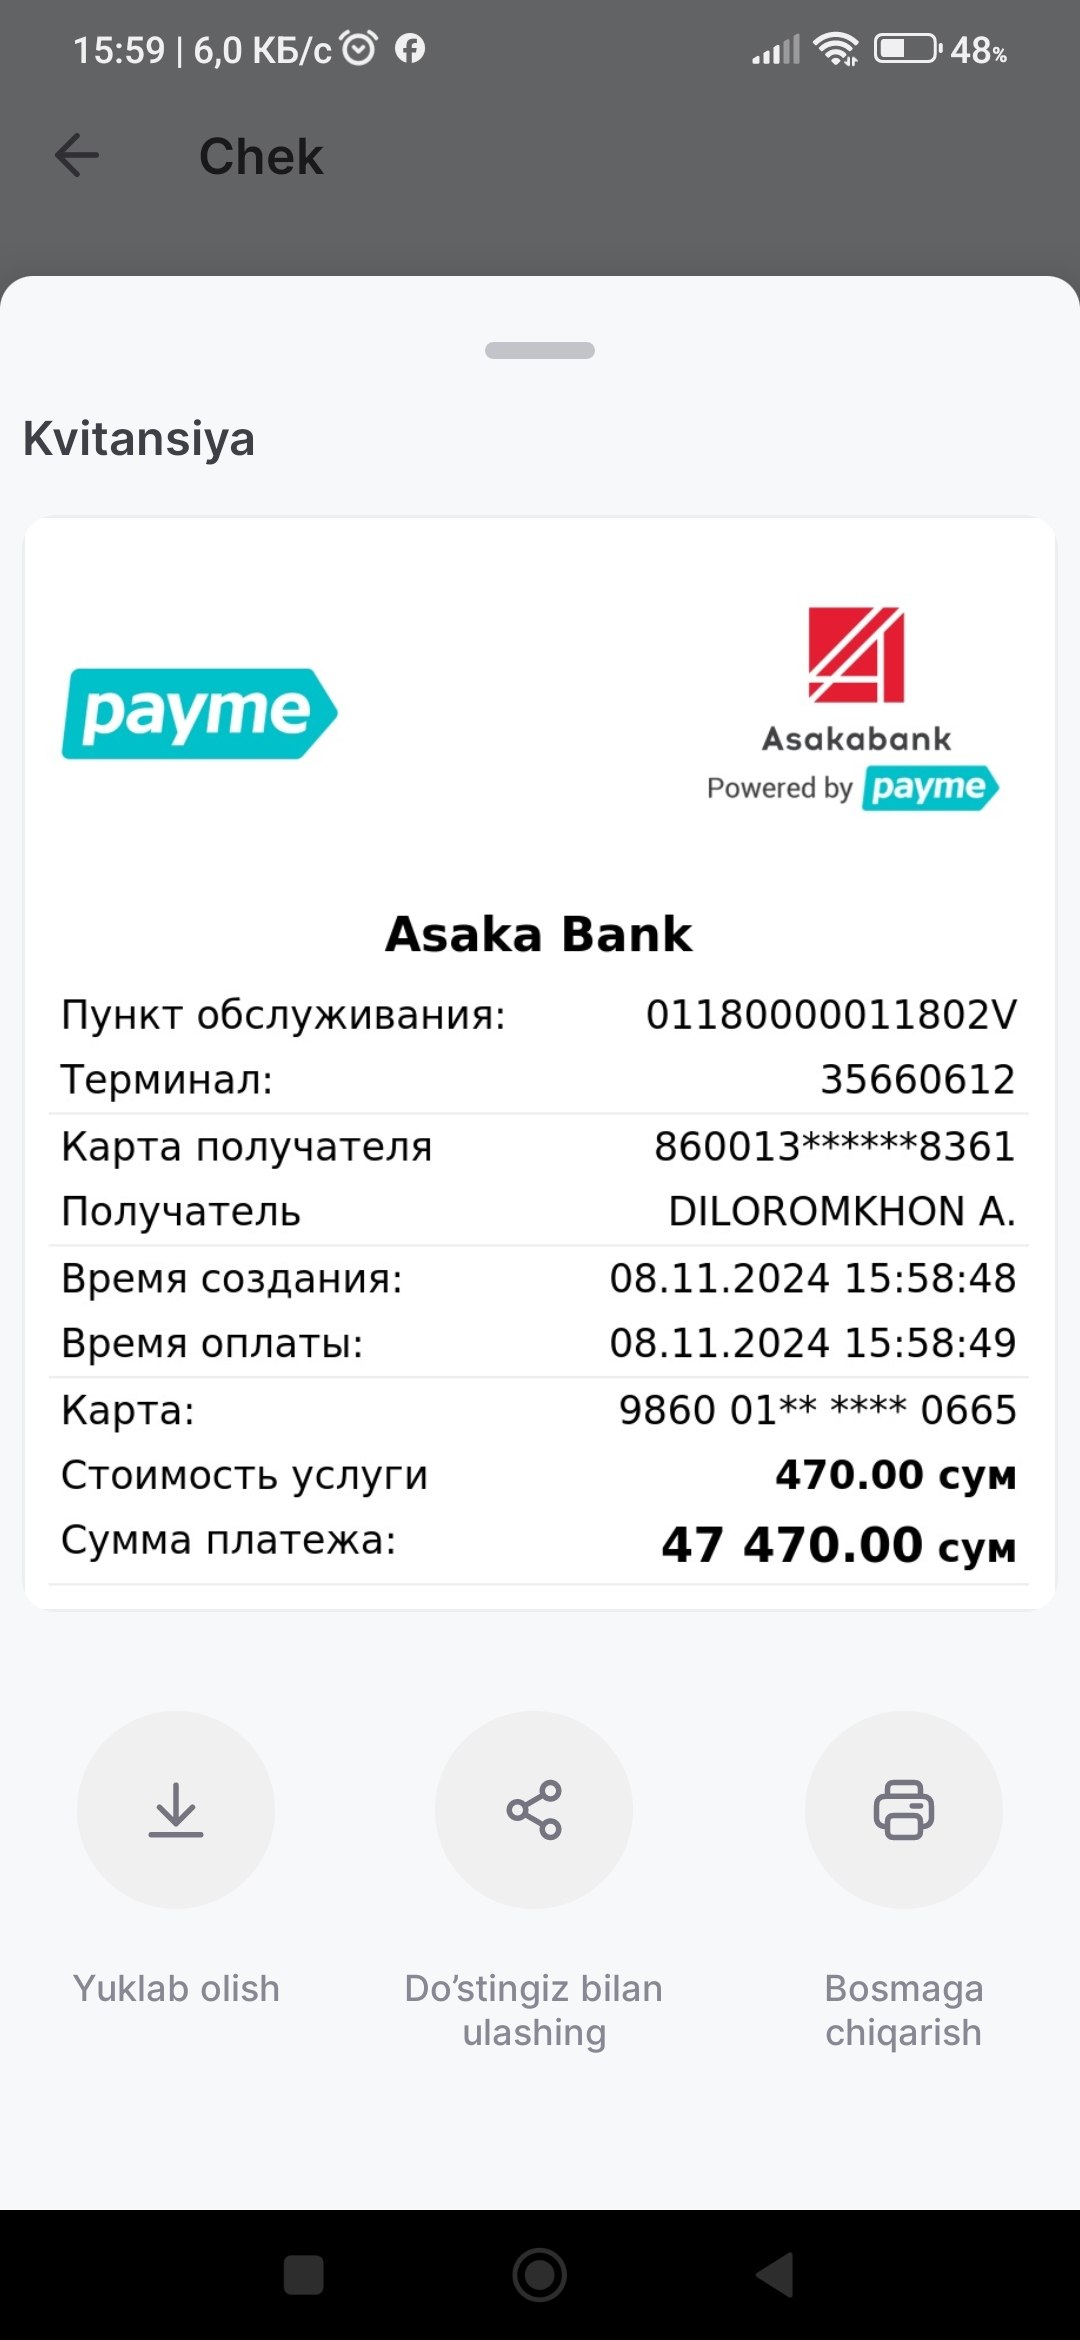 15:59 | 6,0 КБ/с 48%
Chek
Kvitansiya
payme
Asakabank
Powered by payme
Asaka Bank
Пункт обслуживания: 01180000011802V
Терминал: 35660612
Карта получателя 860013******8361
Получатель DILOROMKHON A.
Время создания: 08.11.2024 15:58:48
Время оплаты: 08.11.2024 15:58:49
Карта: 9860 01** **** 0665
Стоимость услуги 470.00 сум
Сумма платежа: 47 470.00 сум
Yuklab olish
Do’stingiz bilan
ulashing
Bosmaga
chiqarish